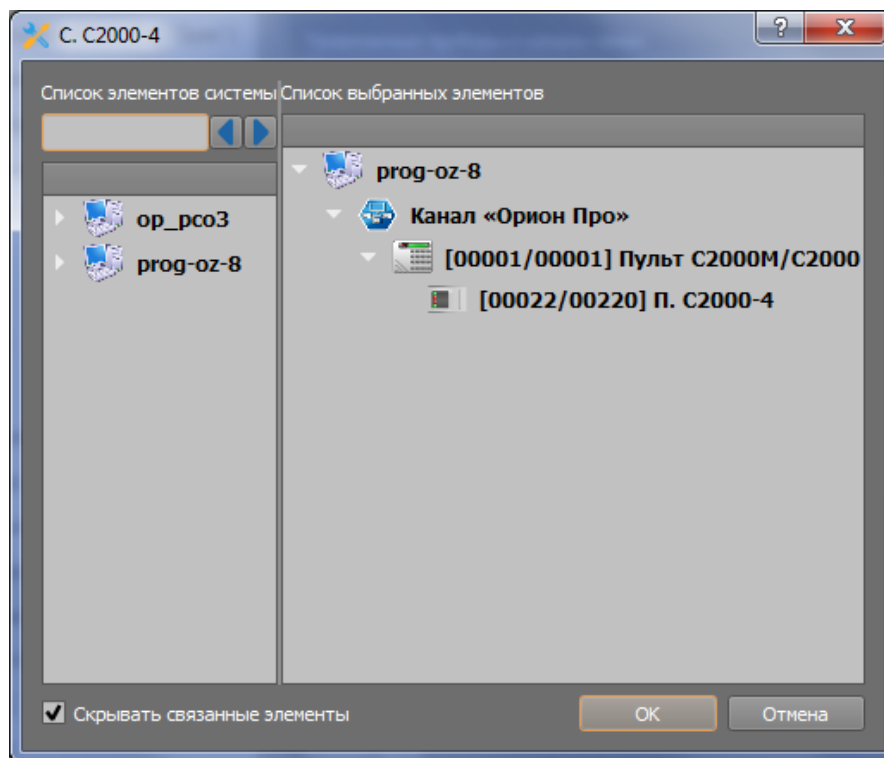 С. С2000-4
Список элементов системы
Список выбранных элементов
op_pco3
prog-oz-8
prog-oz-8
Канал «Орион Про»
[00001/00001] Пульт С2000М/С2000
[00022/00220] П. С2000-4
Скрывать связанные элементы
OK
Отмена